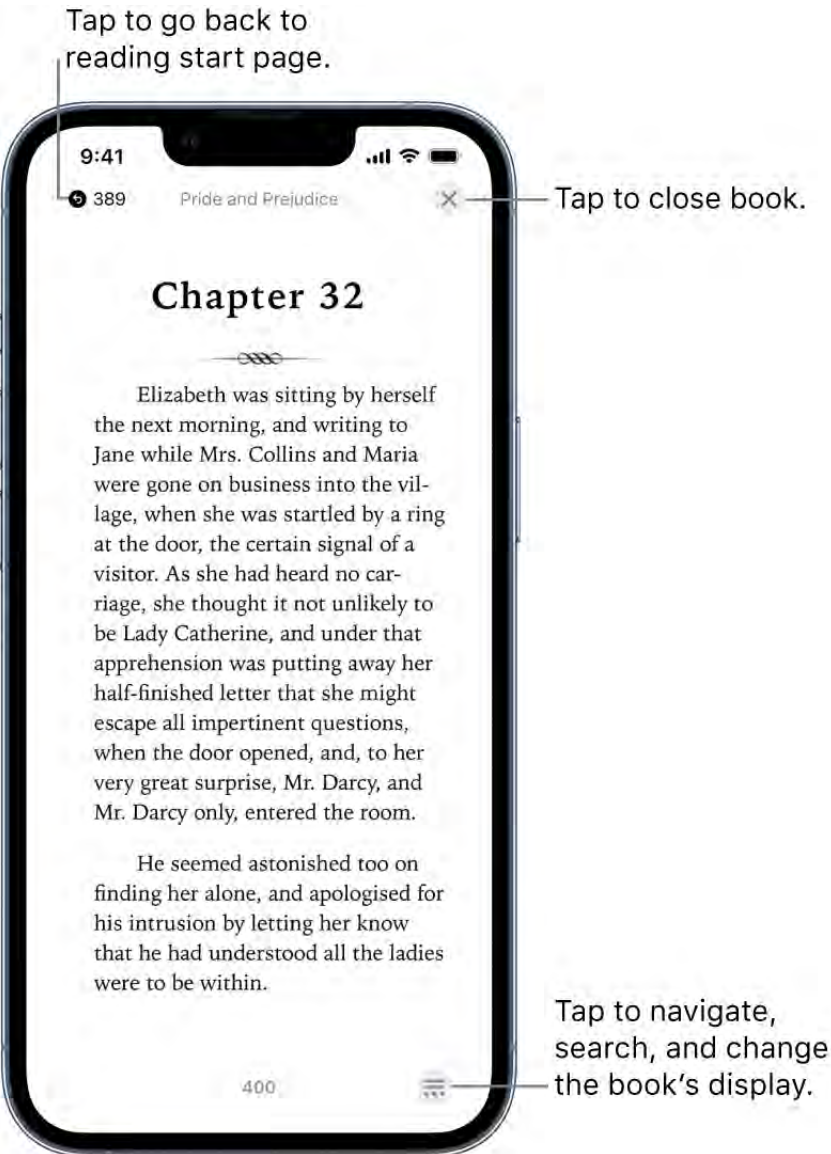 Tap to go back to
reading start page.
9:41
389 Pride and Prejudice
Tap to close book.
Chapter 32
Elizabeth was sitting by herself
the next morning, and writing to
Jane while Mrs. Collins and Maria
were gone on business into the vil-
lage, when she was startled by a ring
at the door, the certain signal of a
visitor. As she had heard no car-
riage, she thought it not unlikely to
be Lady Catherine, and under that
apprehension was putting away her
half-finished letter that she might
escape all impertinent questions,
when the door opened, and, to her
very great surprise, Mr. Darcy, and
Mr. Darcy only, entered the room.
He seemed astonished too on
finding her alone, and apologised for
his intrusion by letting her know
that he had understood all the ladies
were to be within.
400
Tap to navigate,
search, and change
the book’s display.